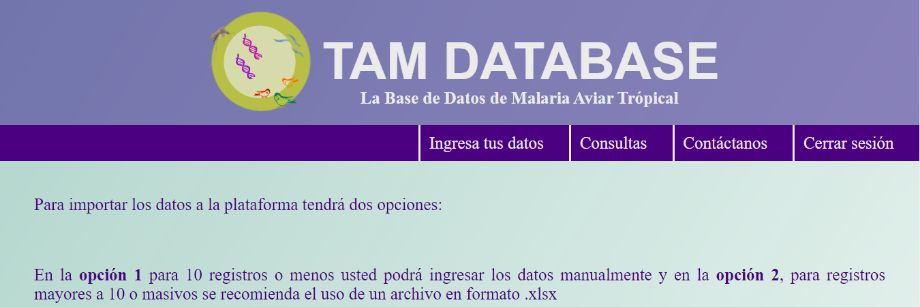 TAM DATABASE
La Base de Datos de Malaria Aviar Trópical
Ingresa tus datos Consultas Contáctanos Cerrar sesión
Para importar los datos a la plataforma tendrá dos opciones:
En la opción 1 para 10 registros o menos usted podrá ingresar los datos manualmente y en la opción 2, para registros
mayores a 10 o masivos se recomienda el uso de un archivo en formato .xlsx